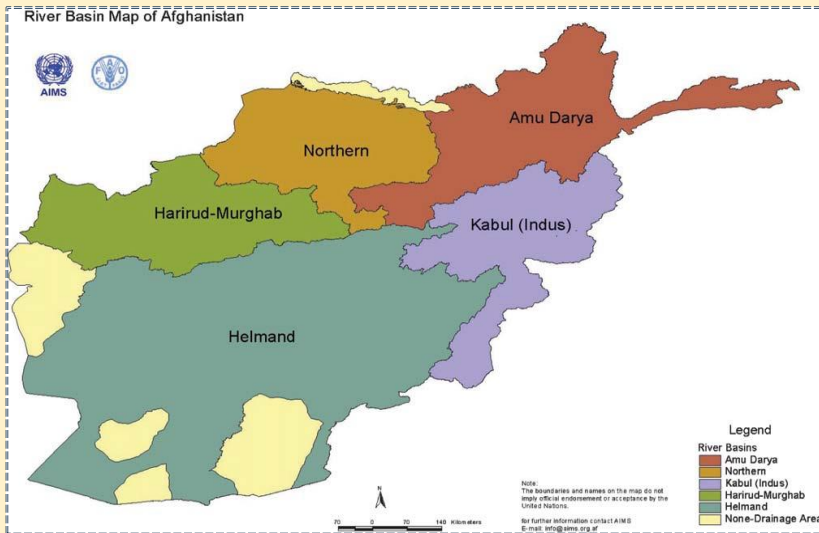 River Basin Map of Afghanistan
AIMS
Amu Darya
Northern
Harirud-Murghab
Kabul (Indus)
Helmand
Legend
River Basins
Amu Darya
Northern
Kabul (Indus)
Harirud-Murghab
Helmand
None-Drainage Area
N
70 0 70 140 Kilometers
Note:
The boundaries and names on the map do not
imply official endorsement or acceptance by the
United Nations.
for further information contact AIMS
E-mail: info@aims.org.af